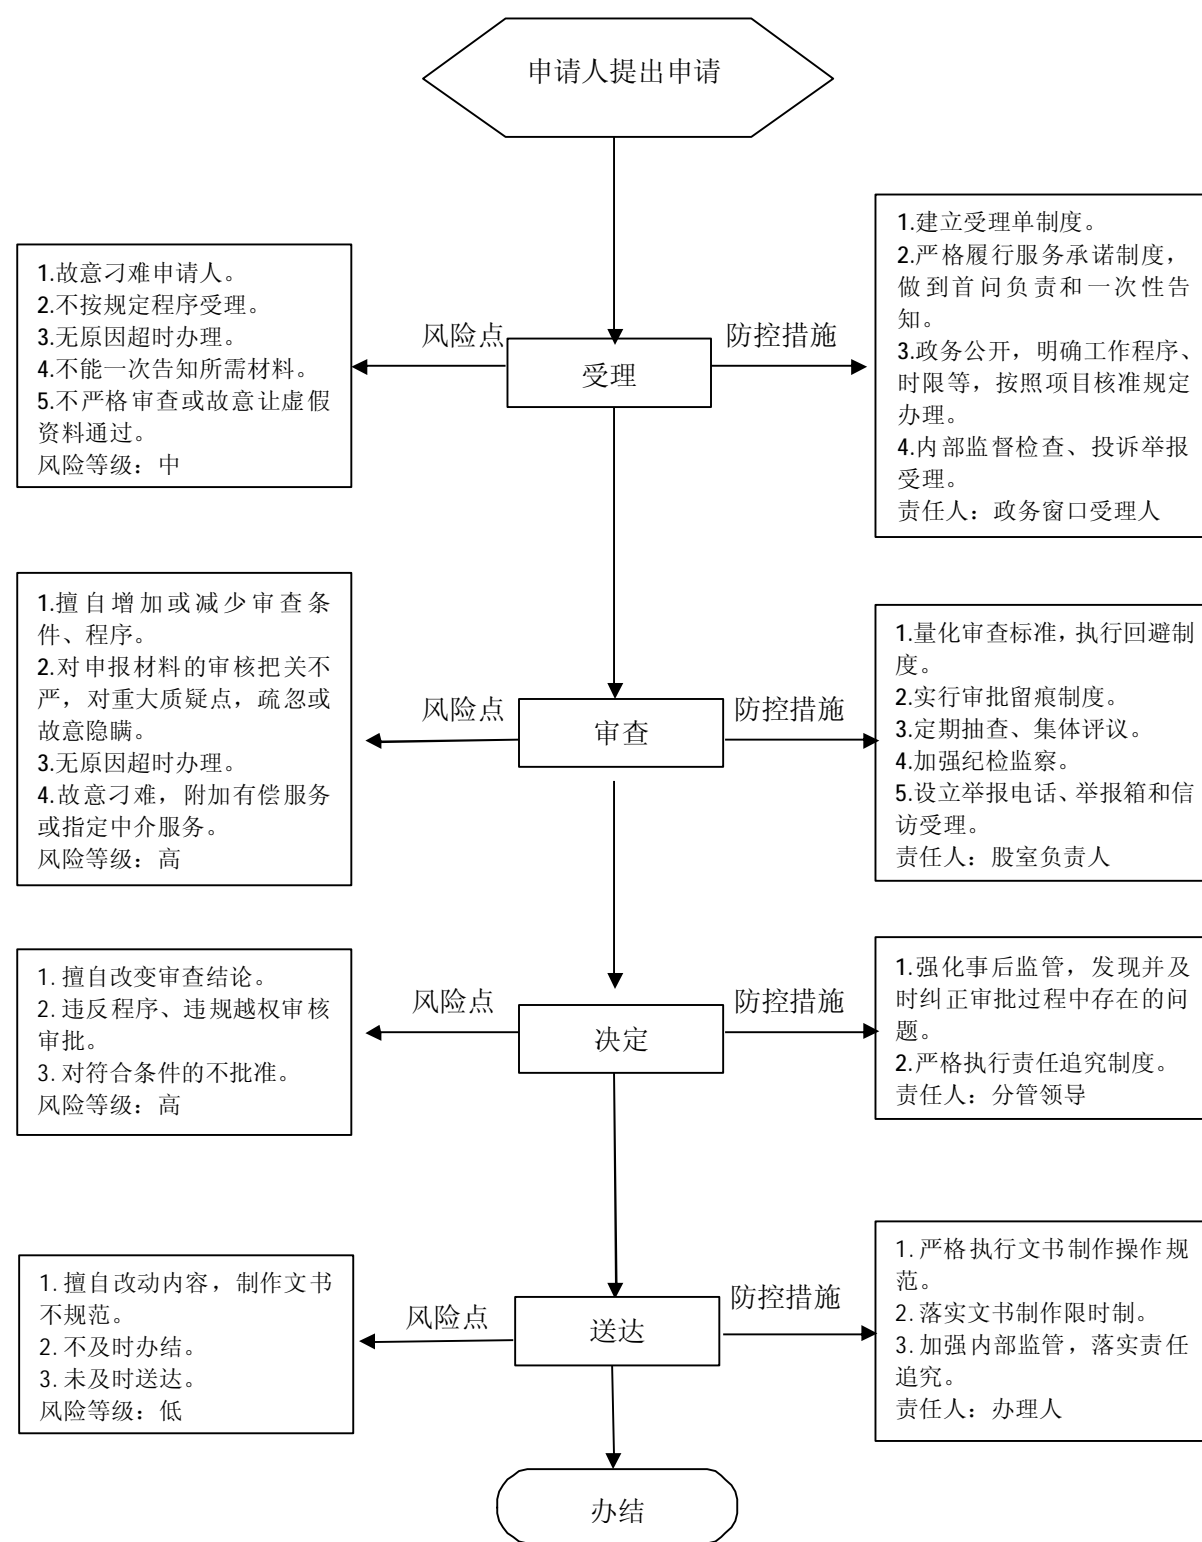 申请人提出申请
1.故意刁难申请人。
2.不按规定程序受理。
3.无原因超时办理。
4.不能一次告知所需材料。
5.不严格审查或故意让虚假
资料通过。
风险等级：中
风险点
受理
防控措施
1.建立受理单制度。
2.严格履行服务承诺制度，
做到首问负责和一次性告
知。
3.政务公开，明确工作程序、
时限等，按照项目核准规定
办理。
4.内部监督检查、投诉举报
受理。
责任人：政务窗口受理人
1.擅自增加或减少审查条
件、程序。
2.对申报材料的审核把关不
严，对重大质疑点，疏忽或
故意隐瞒。
3.无原因超时办理。
4.故意刁难，附加有偿服务
或指定中介服务。
风险等级：高
风险点
审查
防控措施
1.量化审查标准，执行回避制
度。
2.实行审批留痕制度。
3.定期抽查、集体评议。
4.加强纪检监察。
5.设立举报电话、举报箱和信
访受理。
责任人：股室负责人
1.擅自改变审查结论。
2.违反程序、违规越权审核
审批。
3.对符合条件的不批准。
风险等级：高
风险点
决定
防控措施
1.强化事后监管，发现并及
时纠正审批过程中存在的问
题。
2.严格执行责任追究制度。
责任人：分管领导
1.擅自改动内容，制作文书
不规范。
2.不及时办结。
3.未及时送达。
风险等级：低
风险点
送达
防控措施
1.严格执行文书制作操作规
范。
2.落实文书制作限时制。
3.加强内部监管，落实责任
追究。
责任人：办理人
办结